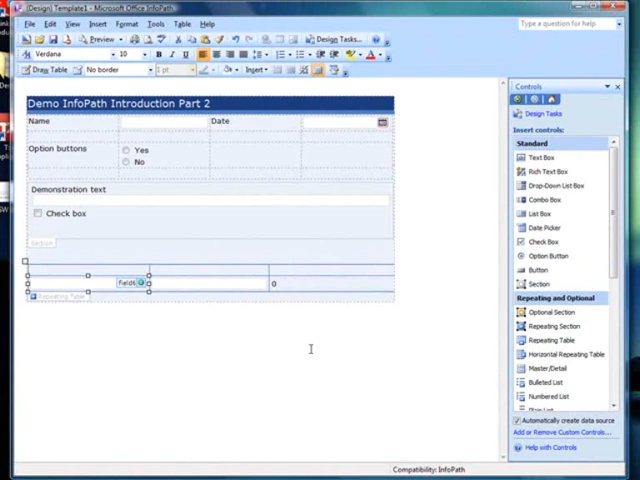 (Design) Template1 - Microsoft Office InfoPath
File Edit View Insert Format Tools Table Help
Type a question for help
Preview
Design Tasks...
Verdana 10 B I U
Draw Table No border 1 pt Insert
Demo InfoPath Introduction Part 2
Name Date
Option buttons Yes
No
Demonstration text
Check box
Section
field6 0
Repeating Table
Controls
Design Tasks
Insert controls:
Standard
Text Box
Rich Text Box
Drop-Down List Box
Combo Box
List Box
Date Picker
Check Box
Option Button
Button
Section
Repeating and Optional
Optional Section
Repeating Section
Repeating Table
Horizontal Repeating Table
Master/Detail
Bulleted List
Numbered List
Automatically create data source
Add or Remove Custom Controls...
Help with Controls
Compatibility: InfoPath